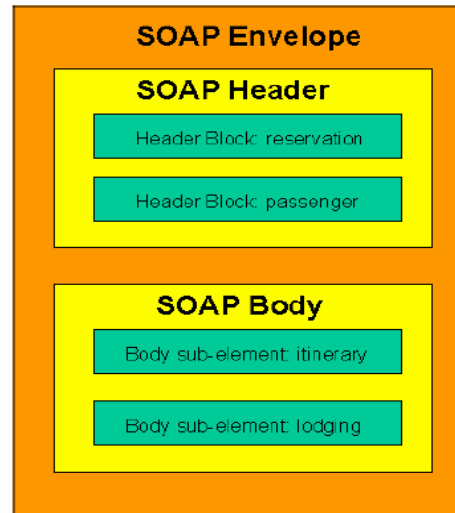 SOAP Envelope
SOAP Header
Header Block: reservation
Header Block: passenger
SOAP Body
Body sub-element: itinerary
Body sub-element: lodging